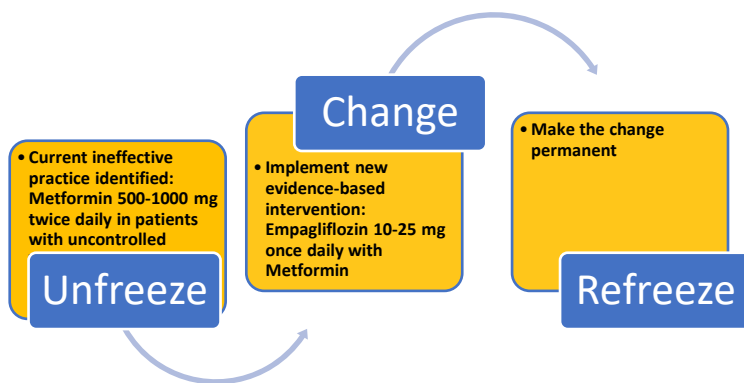 • Current ineffective
practice identified:
Metformin 500-1000 mg
twice daily in patients
with uncontrolled
Unfreeze
Change
• Implement new
evidence-based
intervention:
Empagliflozin 10-25 mg
once daily with
Metformin
• Make the change
permanent
Refreeze